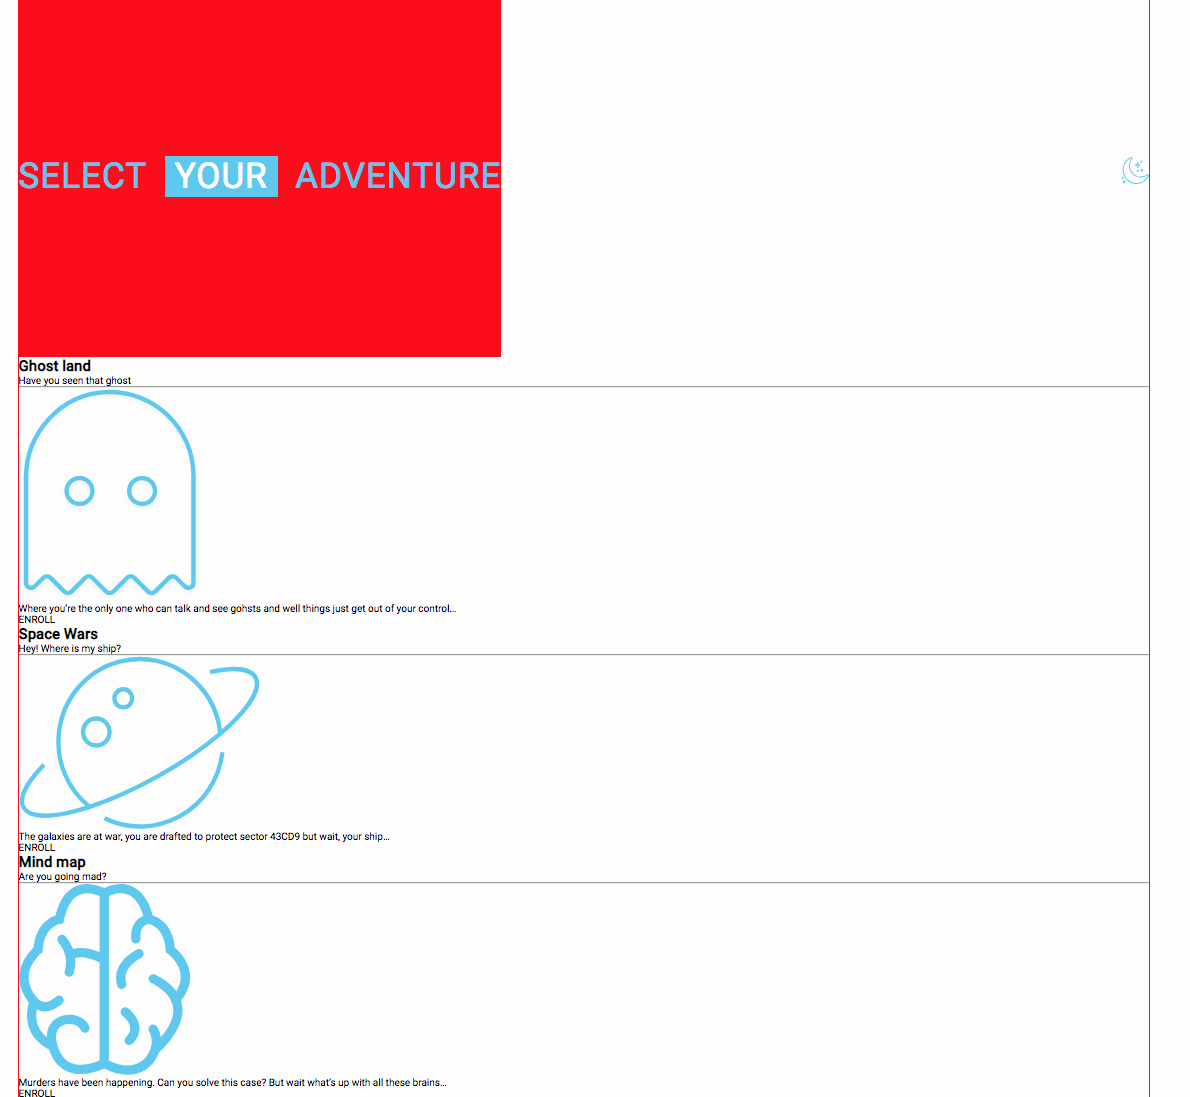 SELECT YOUR ADVENTURE
Ghost land
Have you seen that ghost
Where you're the only one who can talk and see gohsts and well things just get out of your control...
ENROLL
Space Wars
Hey! Where is my ship?
The galaxies are at war, you are drafted to protect sector 43CD9 but wait, your ship...
ENROLL
Mind map
Are you going mad?
Murders have been happening. Can you solve this case? But wait what's up with all these brains...
ENROLL